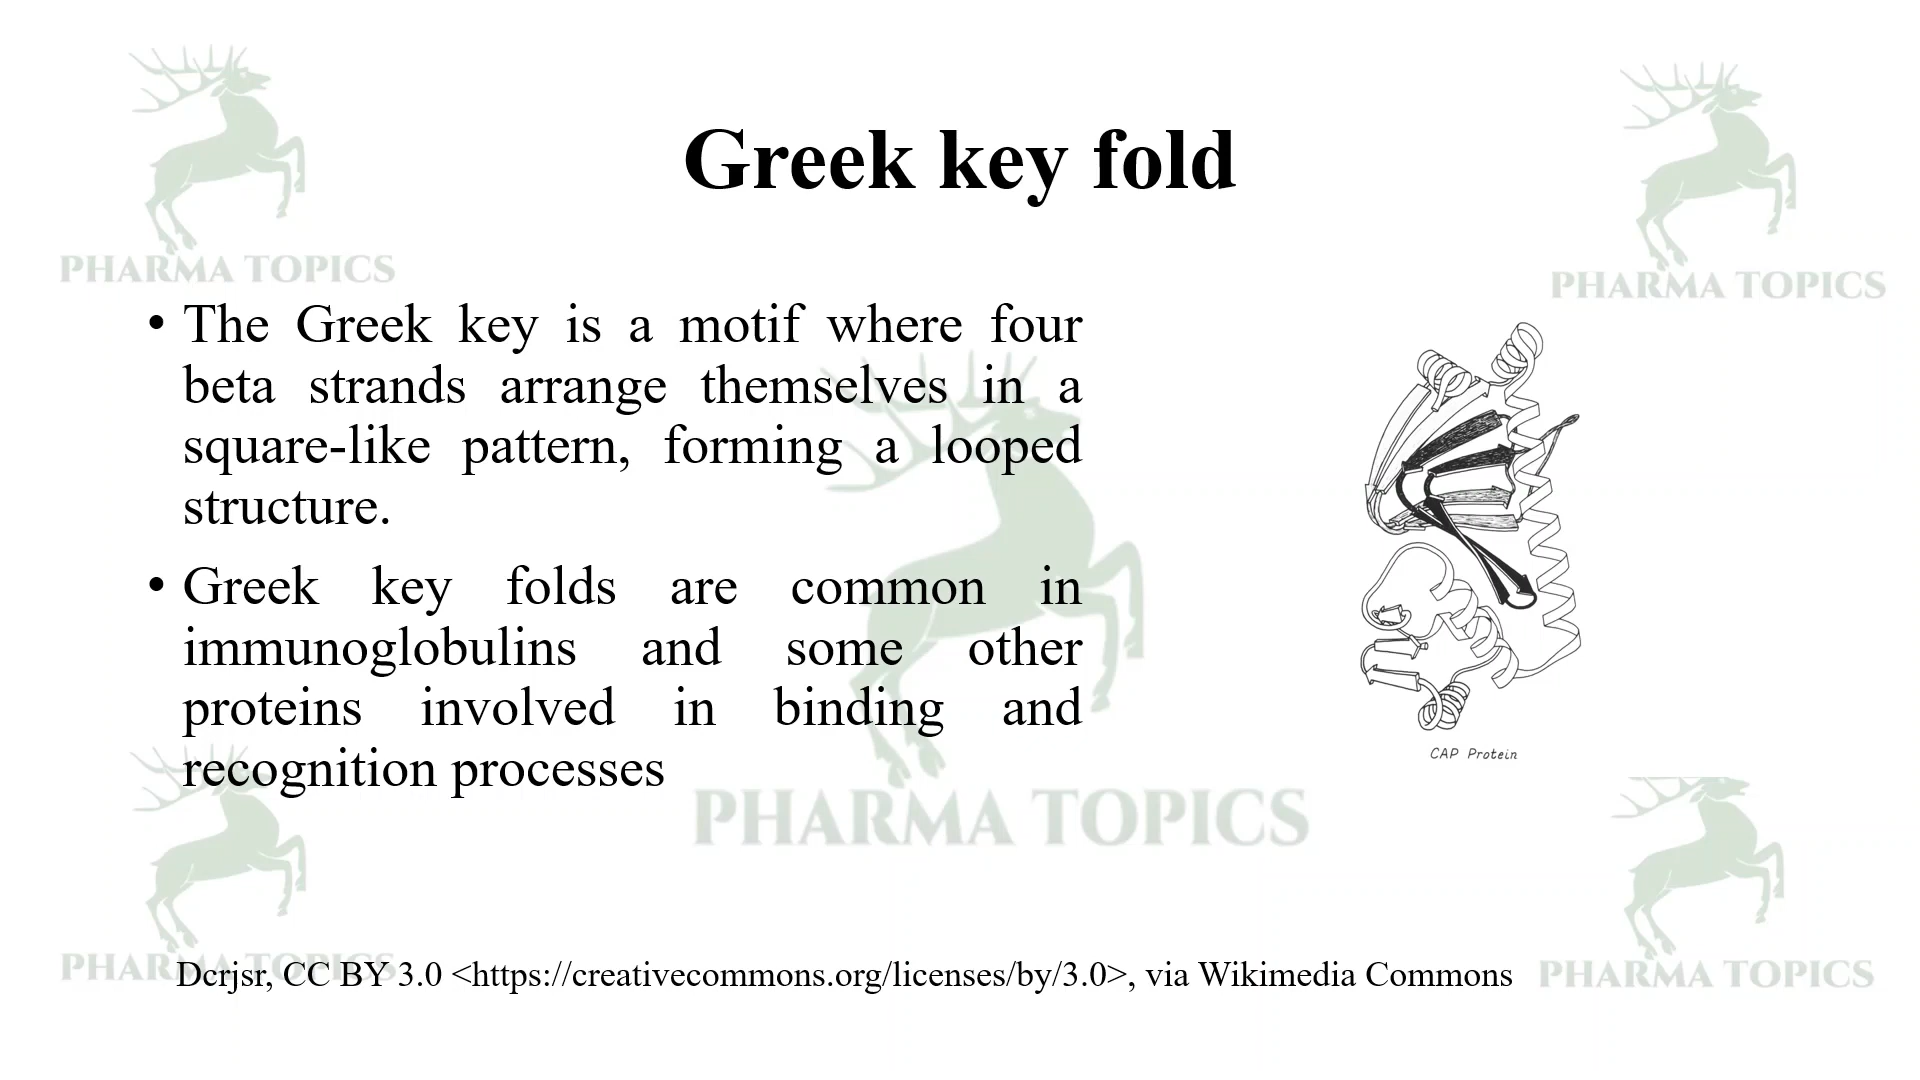 PHARMA TOPICS
PHARMA TOPICS
Greek key fold
• The Greek key is a motif where four
beta strands arrange themselves in a
square-like pattern, forming a looped
structure.
• Greek key folds are common in
immunoglobulins and some other
proteins involved in binding and
recognition processes
CAP Protein
PHARMA TOPICS
PHARMA TOPICS
Dcrjsr, CC BY 3.0 <https://creativecommons.org/licenses/by/3.0>, via Wikimedia Commons
PHARMA TOPICS